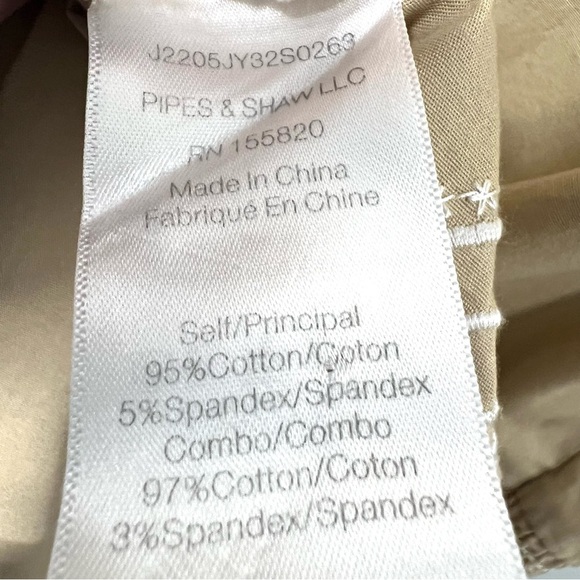 J2205JY32S0263
PIPES & SHAW LLC
RN 155820
Made In China
Fabriqué En Chine
Self/Principal
95%Cotton/Coton
5%Spandex/Spandex
Combo/Combo
97%Cotton/Coton
3%Spandex/Spandex